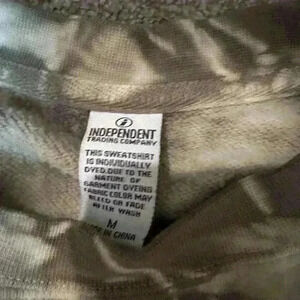 INDEPENDENT
TRADING COMPANY
THIS SWEATSHIRT
IS INDIVIDUALLY
DYED.DUE TO THE
NATURE OF
GARMENT DYEING
FABRIC COLOR MAY
BLEED OR FADE
AFTER WASH
M
IN CHINA